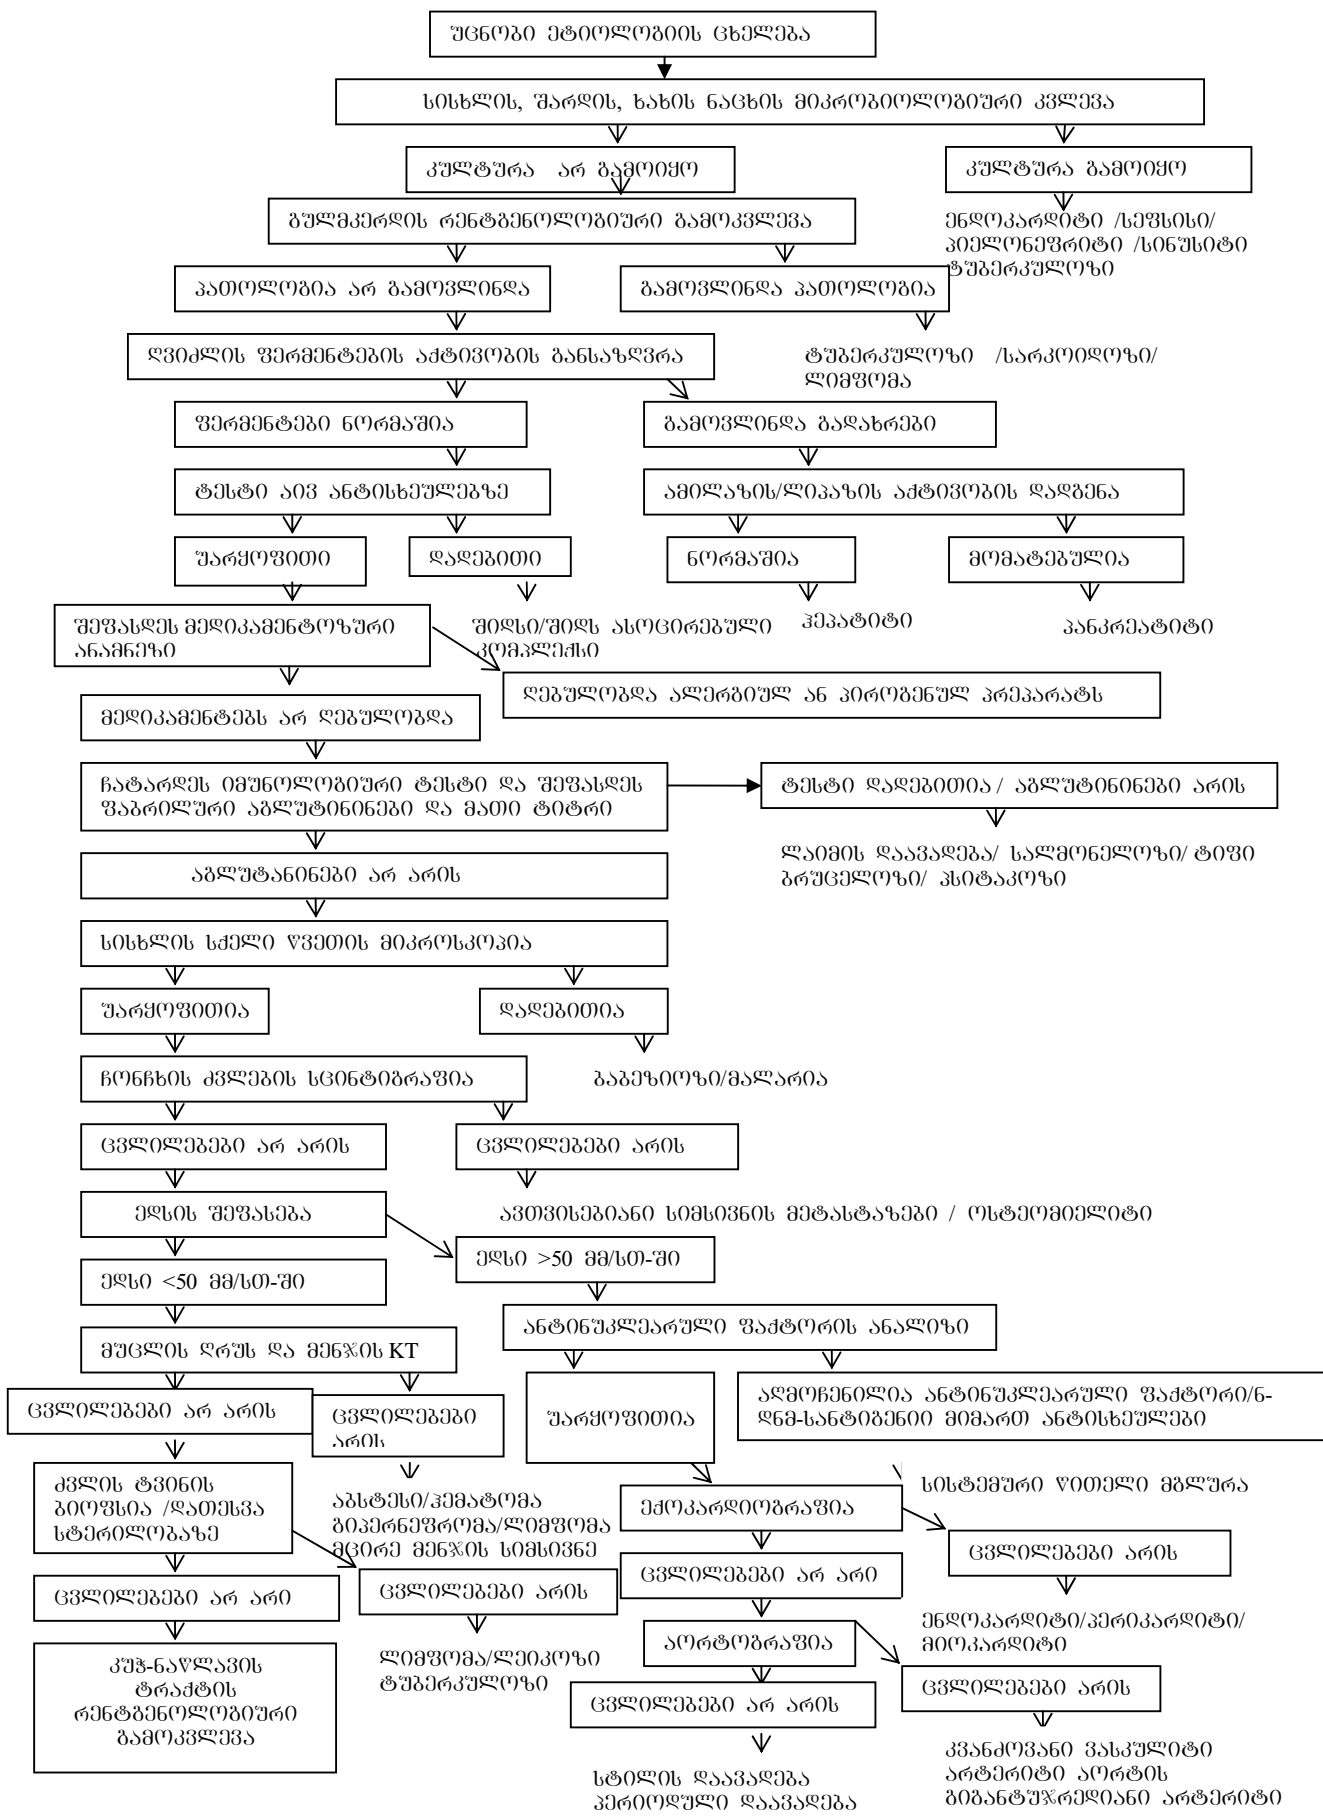 უცნობი ეტიოლოგიის ცხელება
სისხლის, შარდის, ხახის ნაცხის მიკრობიოლოგიური კვლევა
კულტურა არ გამოიყო
კულტურა გამოიყო
გულმკერდის რენტგენოლოგიური გამოკვლევა
ენდოკარდიტი /სეფსისი/
პიელონეფრიტი /სინუსიტი
ტუბერკულოზი
პათოლოგია არ გამოვლინდა
გამოვლინდა პათოლოგია
ღვიძლის ფერმენტების აქტივობის განსაზღვრა
ტუბერკულოზი /სარკოიდოზი/
ლიმფომა
ფერმენტები ნორმაშია
გამოვლინდა გადახრები
ტესტი აივ ანტისხეულებზე
ამილაზის/ლიპაზის აქტივობის დადგენა
უარყოფითი
დადებითი
ნორმაშია
მომატებულია
შეფასდეს მედიკამენტოზური
ანამნეზი
შიდსი/შიდს ასოცირებული
კომპლექსი
ჰეპატიტი
პანკრეატიტი
ღებულობდა ალერგიულ ან პიროგენულ პრეპარატს
მედიკამენტებს არ ღებულობდა
ჩატარდეს იმუნოლოგიური ტესტი და შეფასდეს
ფაბრილური აგლუტინინები და მათი ტიტრი
ტესტი დადებითია / აგლუტინინები არის
აგლუტანინები არ არის
ლაიმის დაავადება/ სალმონელოზი/ ტიფი
ბრუცელოზი/ პსიტაკოზი
სისხლის სქელი წვეთის მიკროსკოპია
უარყოფითია
დადებითია
ჩონჩხის ძვლების სცინტიგრაფია
ბაბეზიოზი/მალარია
ცვლილებები არ არის
ცვლილებები არის
ედსის შეფასება
ავთვისებიანი სიმსივნის მეტასტაზები / ოსტეომიელიტი
ედსი >50 მმ/სთ-ში
ედსი <50 მმ/სთ-ში
ანტინუკლეარული ფაქტორის ანალიზი
მუცლის ღრუს და მენჯის KT
ცვლილებები არ არის
ცვლილებები
არის
უარყოფითია
აღმოჩენილია ანტინუკლეარული ფაქტორი/ნ-
დნმ-სანტიგენიი მიმართ ანტისხეულები
ძვლის ტვინის
ბიოფსია /დათესვა
სტერილობაზე
აბსტესი/ჰემატომა
გიპერნეფრომა/ლიმფომა
მცირე მენჯის სიმსივნე
ექოკარდიოგრაფია
სისტემური წითელი მგლურა
ცვლილებები არის
ცვლილებები არ არი
ცვლილებები არის
ცვლილებები არ არი
ენდოკარდიტი/პერიკარდიტი/
მიოკარდიტი
კუჭ-ნაწლავის
ტრაქტის
რენტგენოლოგიური
გამოკვლევა
ლიმფომა/ლეიკოზი
ტუბერკულოზი
აორტოგრაფია
ცვლილებები არის
ცვლილებები არ არის
კვანძოვანი ვასკულიტი
არტერიტი აორტის
გიგანტუჯრედიანი არტერიტი
სტილის დაავადება
პერიოდული დაავადება